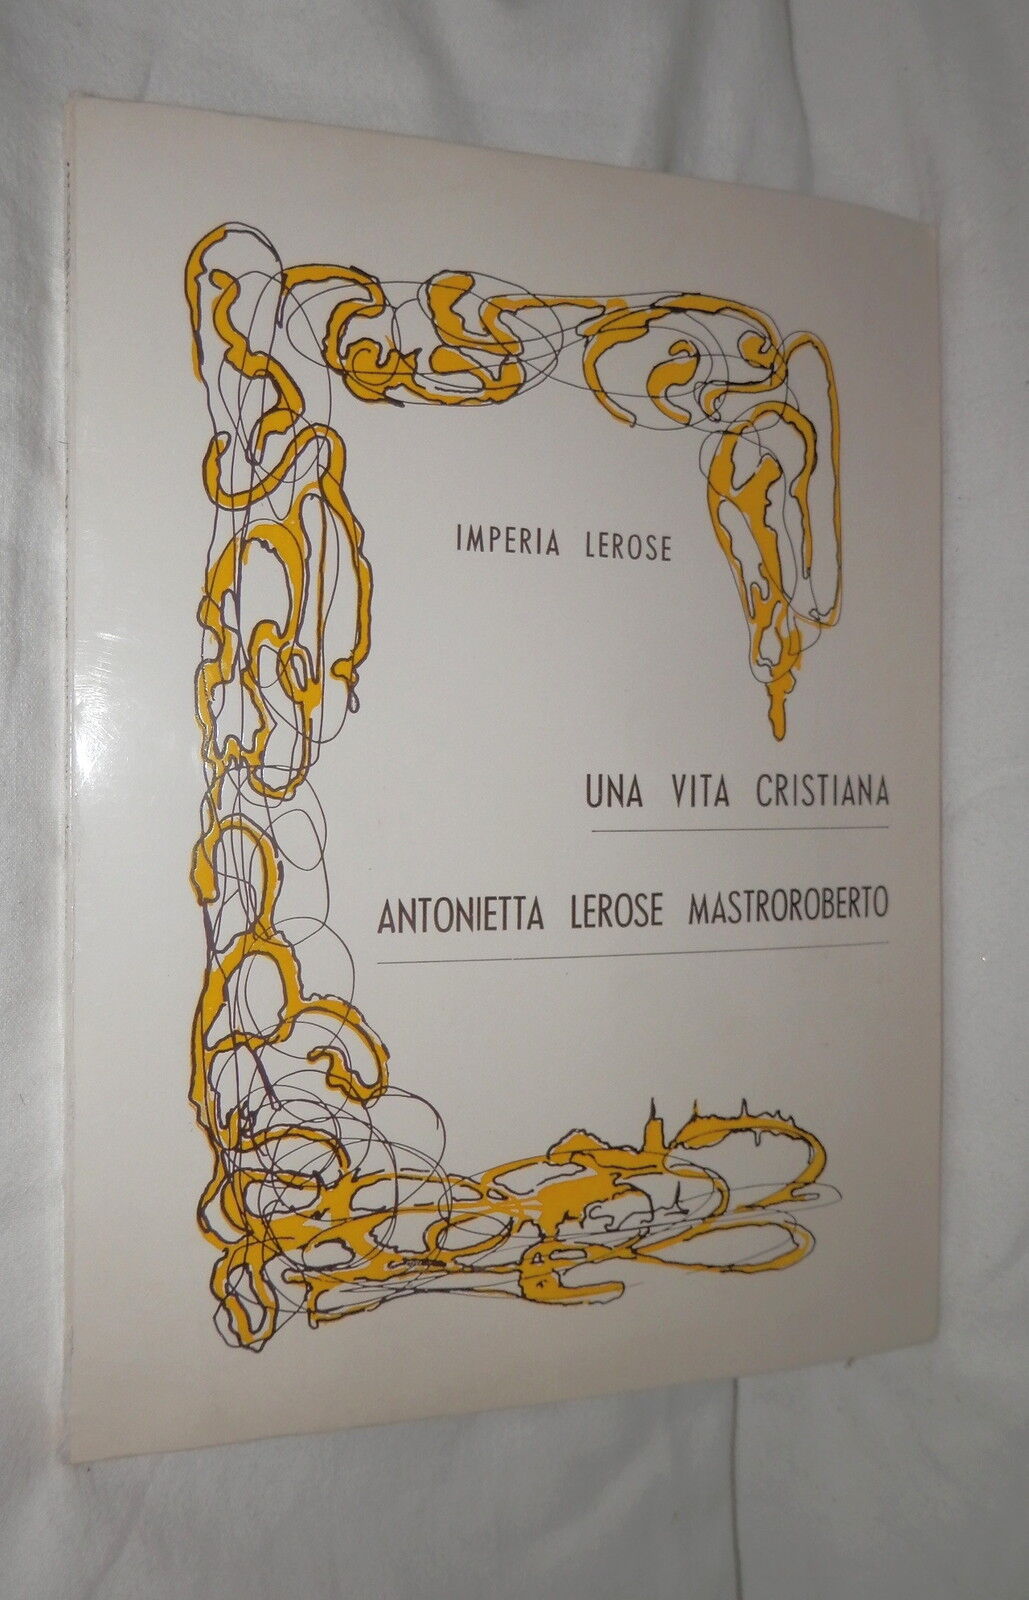 IMPERIA LEROSE
UNA VITA CRISTIANA
ANTONIETTA LEROSE MASTROROBERTO